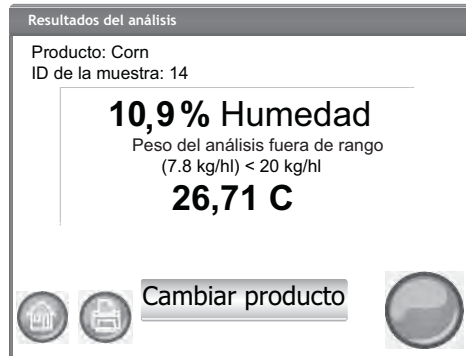 Resultados del análisis
Producto: Corn
ID de la muestra: 14
10,9 % Humedad
Peso del análisis fuera de rango
(7.8 kg/hl) < 20 kg/hl
26,71 C
Cambiar producto